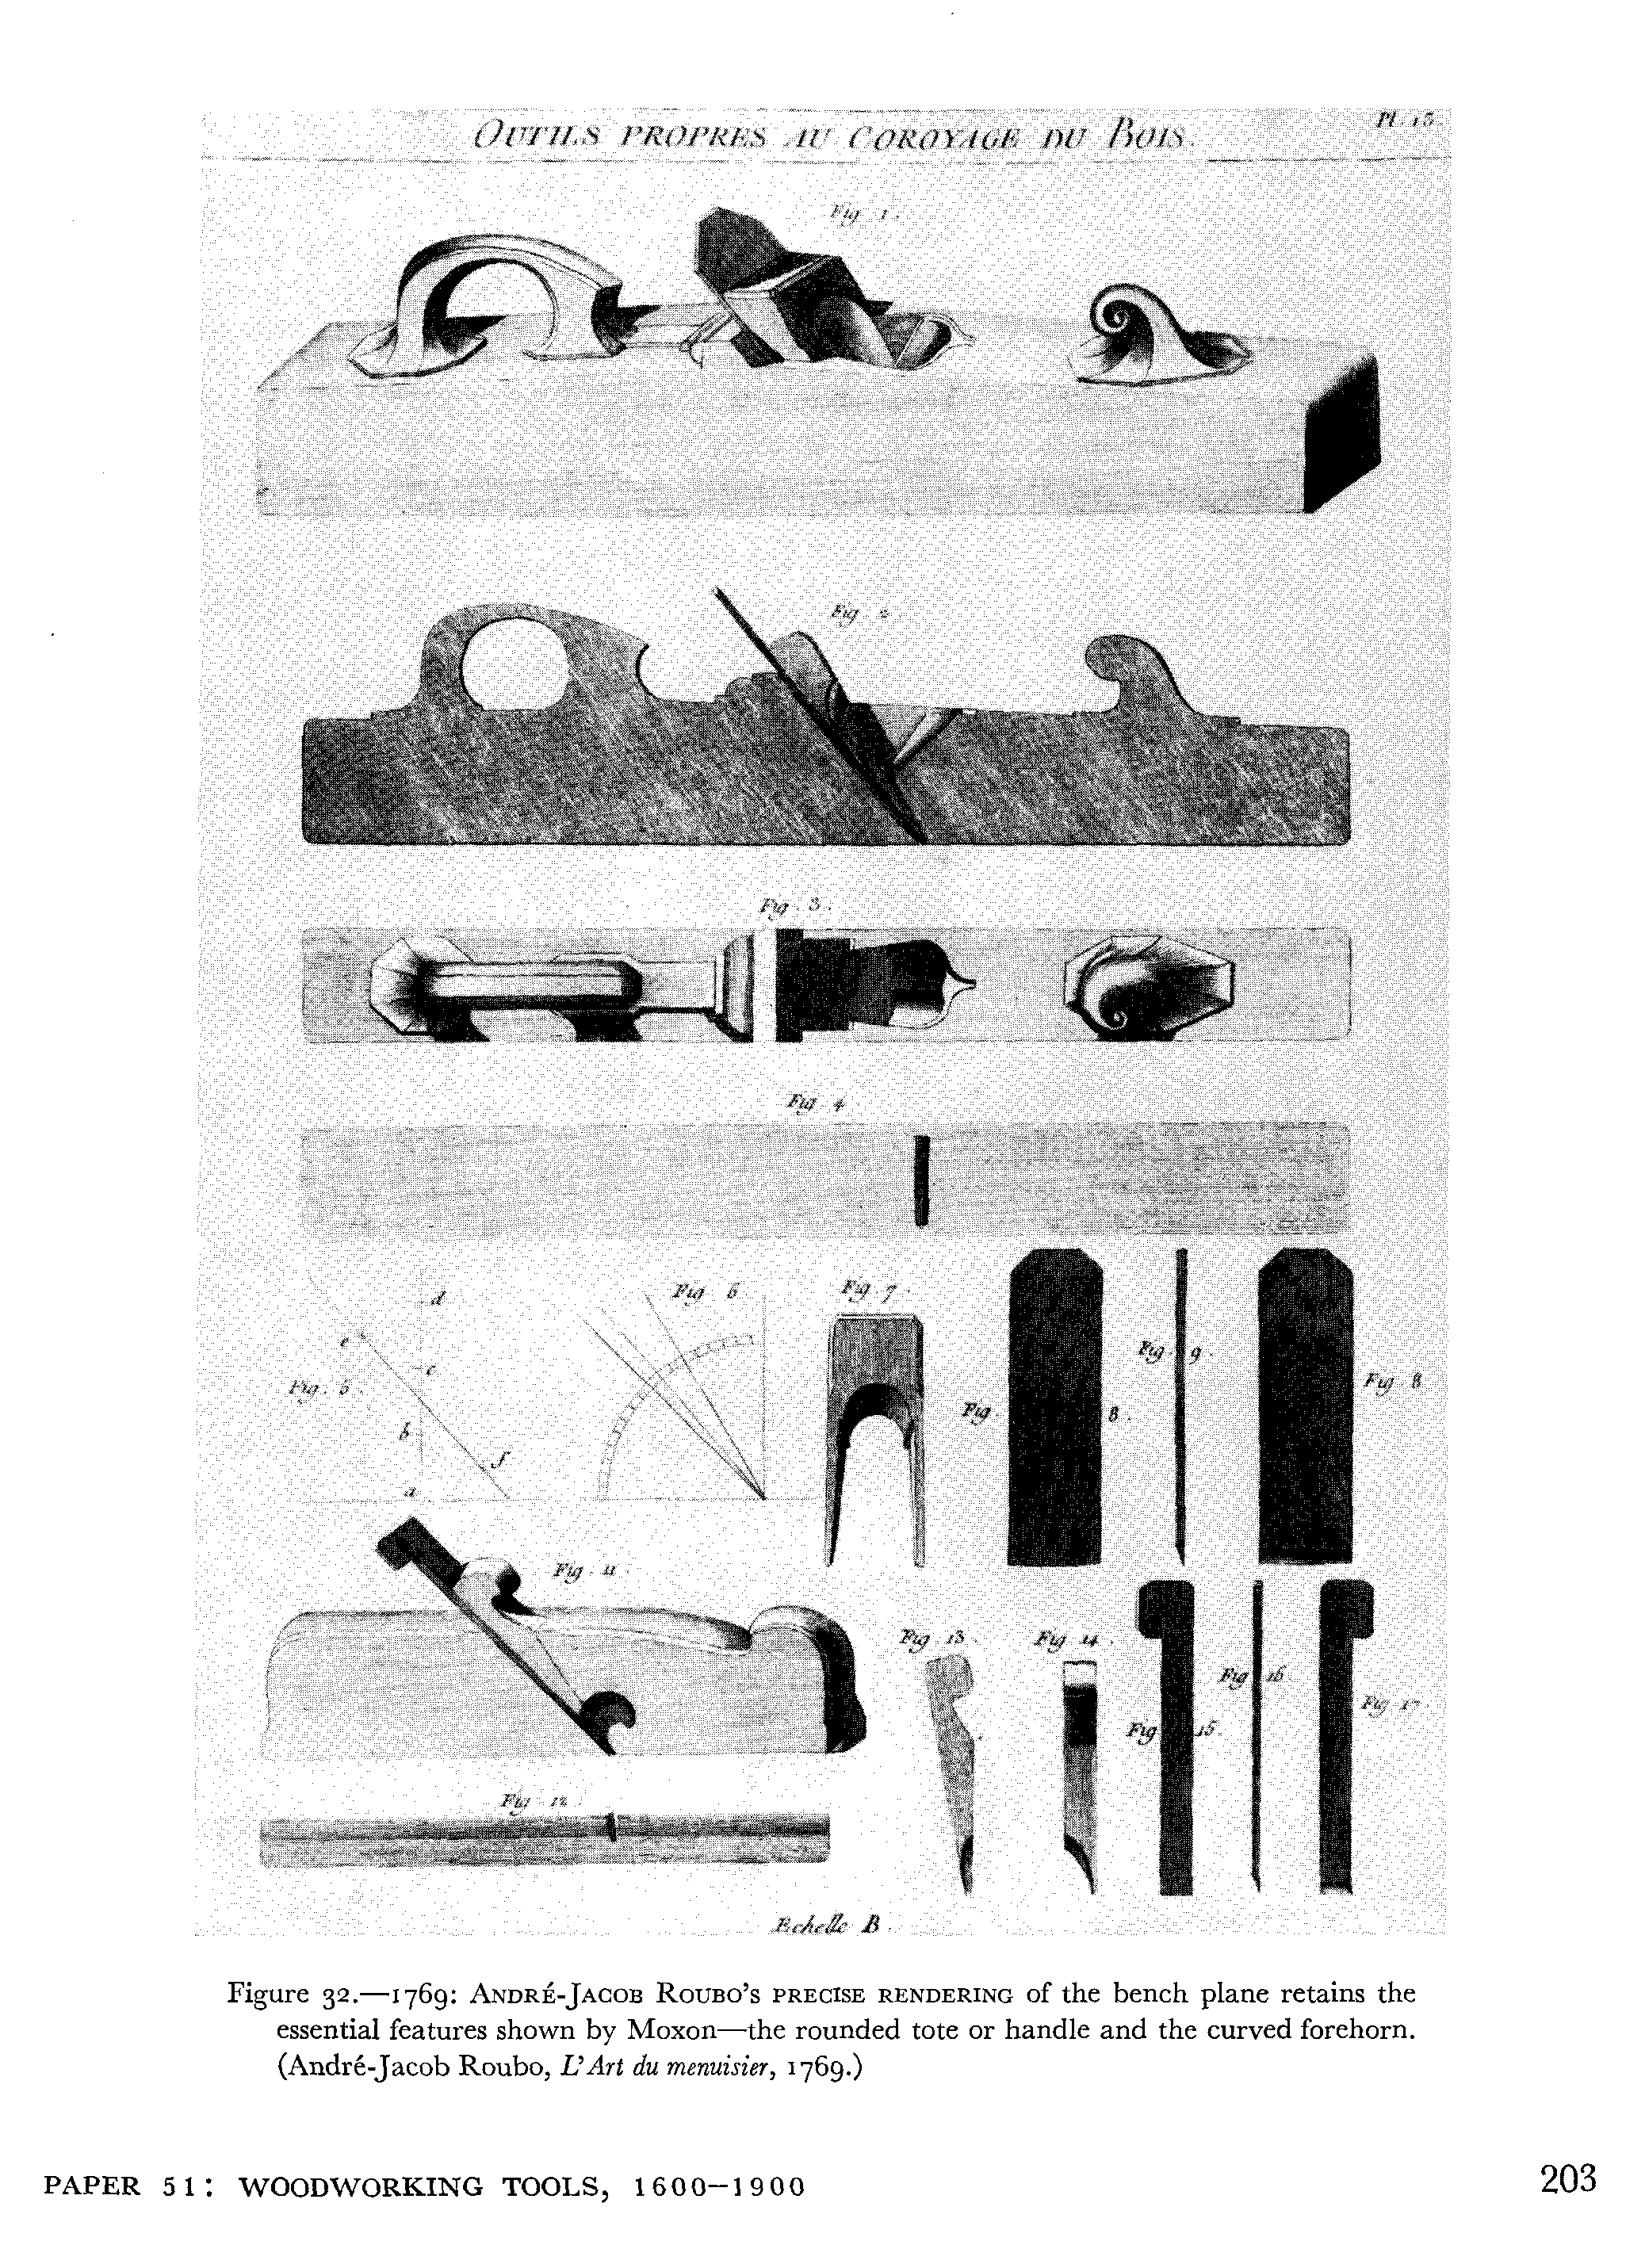 OUTILS PROPRES AU COROYAGE DU BOIS.
Pl. 13.
Fig 1.
Fig 2
Fig. 3.
Fig 4
d
e
c
Fig. 5.
b
f
a
Fig 6
Fig 7.
Fig. 8.
Fig 9.
Fig 8
Fig. 11.
Fig 12.
Fig 13.
Fig 14.
Fig 15.
Fig 16.
Fig 17.
Echelle B.
Figure 32.—1769: ANDRÉ-JACOB ROUBO’S PRECISE RENDERING of the bench plane retains the
essential features shown by Moxon—the rounded tote or handle and the curved forehorn.
(André-Jacob Roubo, L’Art du menuisier, 1769.)
PAPER 51: WOODWORKING TOOLS, 1600–1900
203